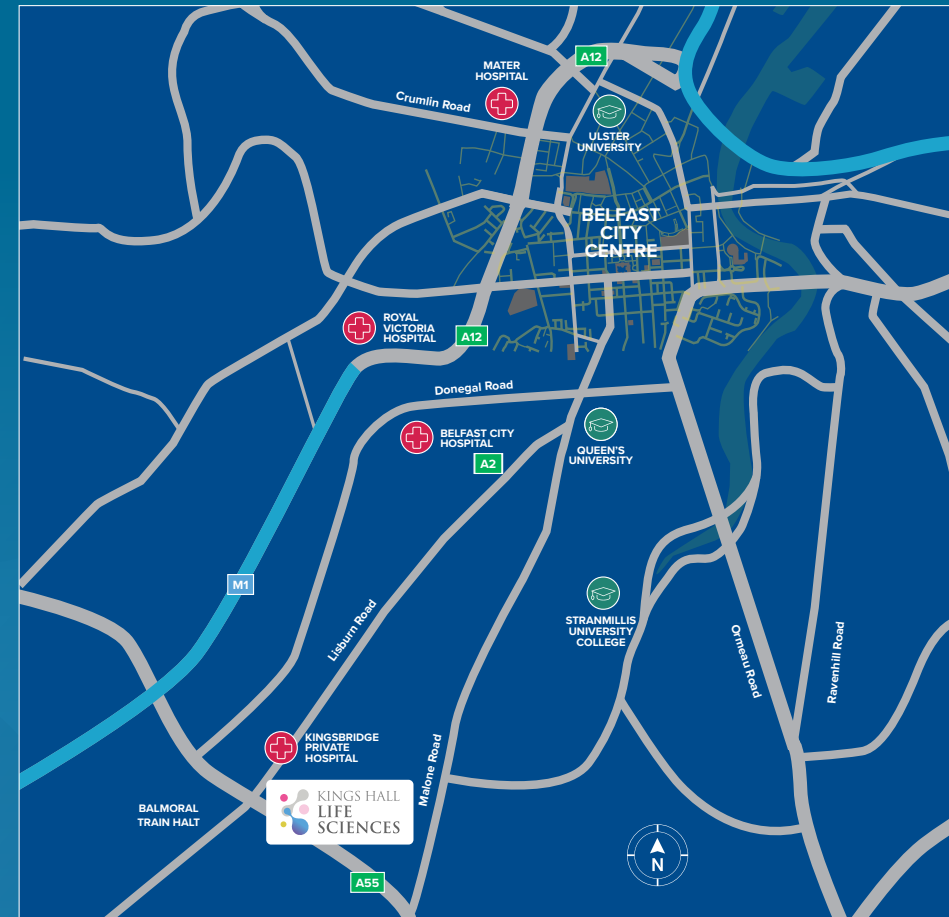 A12
MATER
HOSPITAL
Crumlin Road
ULSTER
UNIVERSITY
BELFAST
CITY
CENTRE
ROYAL
VICTORIA
HOSPITAL
A12
Donegal Road
BELFAST CITY
HOSPITAL
A2
QUEEN'S
UNIVERSITY
M1
STRANMILLIS
UNIVERSITY
COLLEGE
Lisburn Road
Ormeau Road
Ravenhill Road
KINGSBRIDGE
PRIVATE
HOSPITAL
Malone Road
BALMORAL
TRAIN HALT
KINGS HALL
LIFE
SCIENCES
N
A55